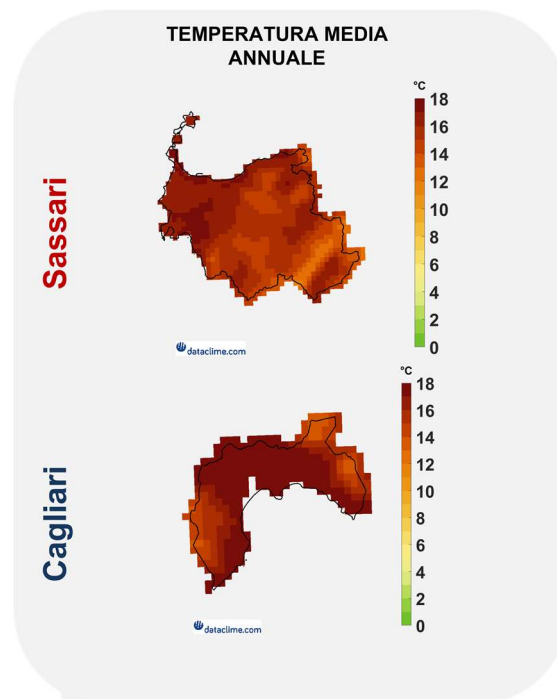 TEMPERATURA MEDIA
ANNUALE
Sassari
°C
18
16
14
12
10
8
6
4
2
0
dataclime.com
Cagliari
°C
18
16
14
12
10
8
6
4
2
0
dataclime.com